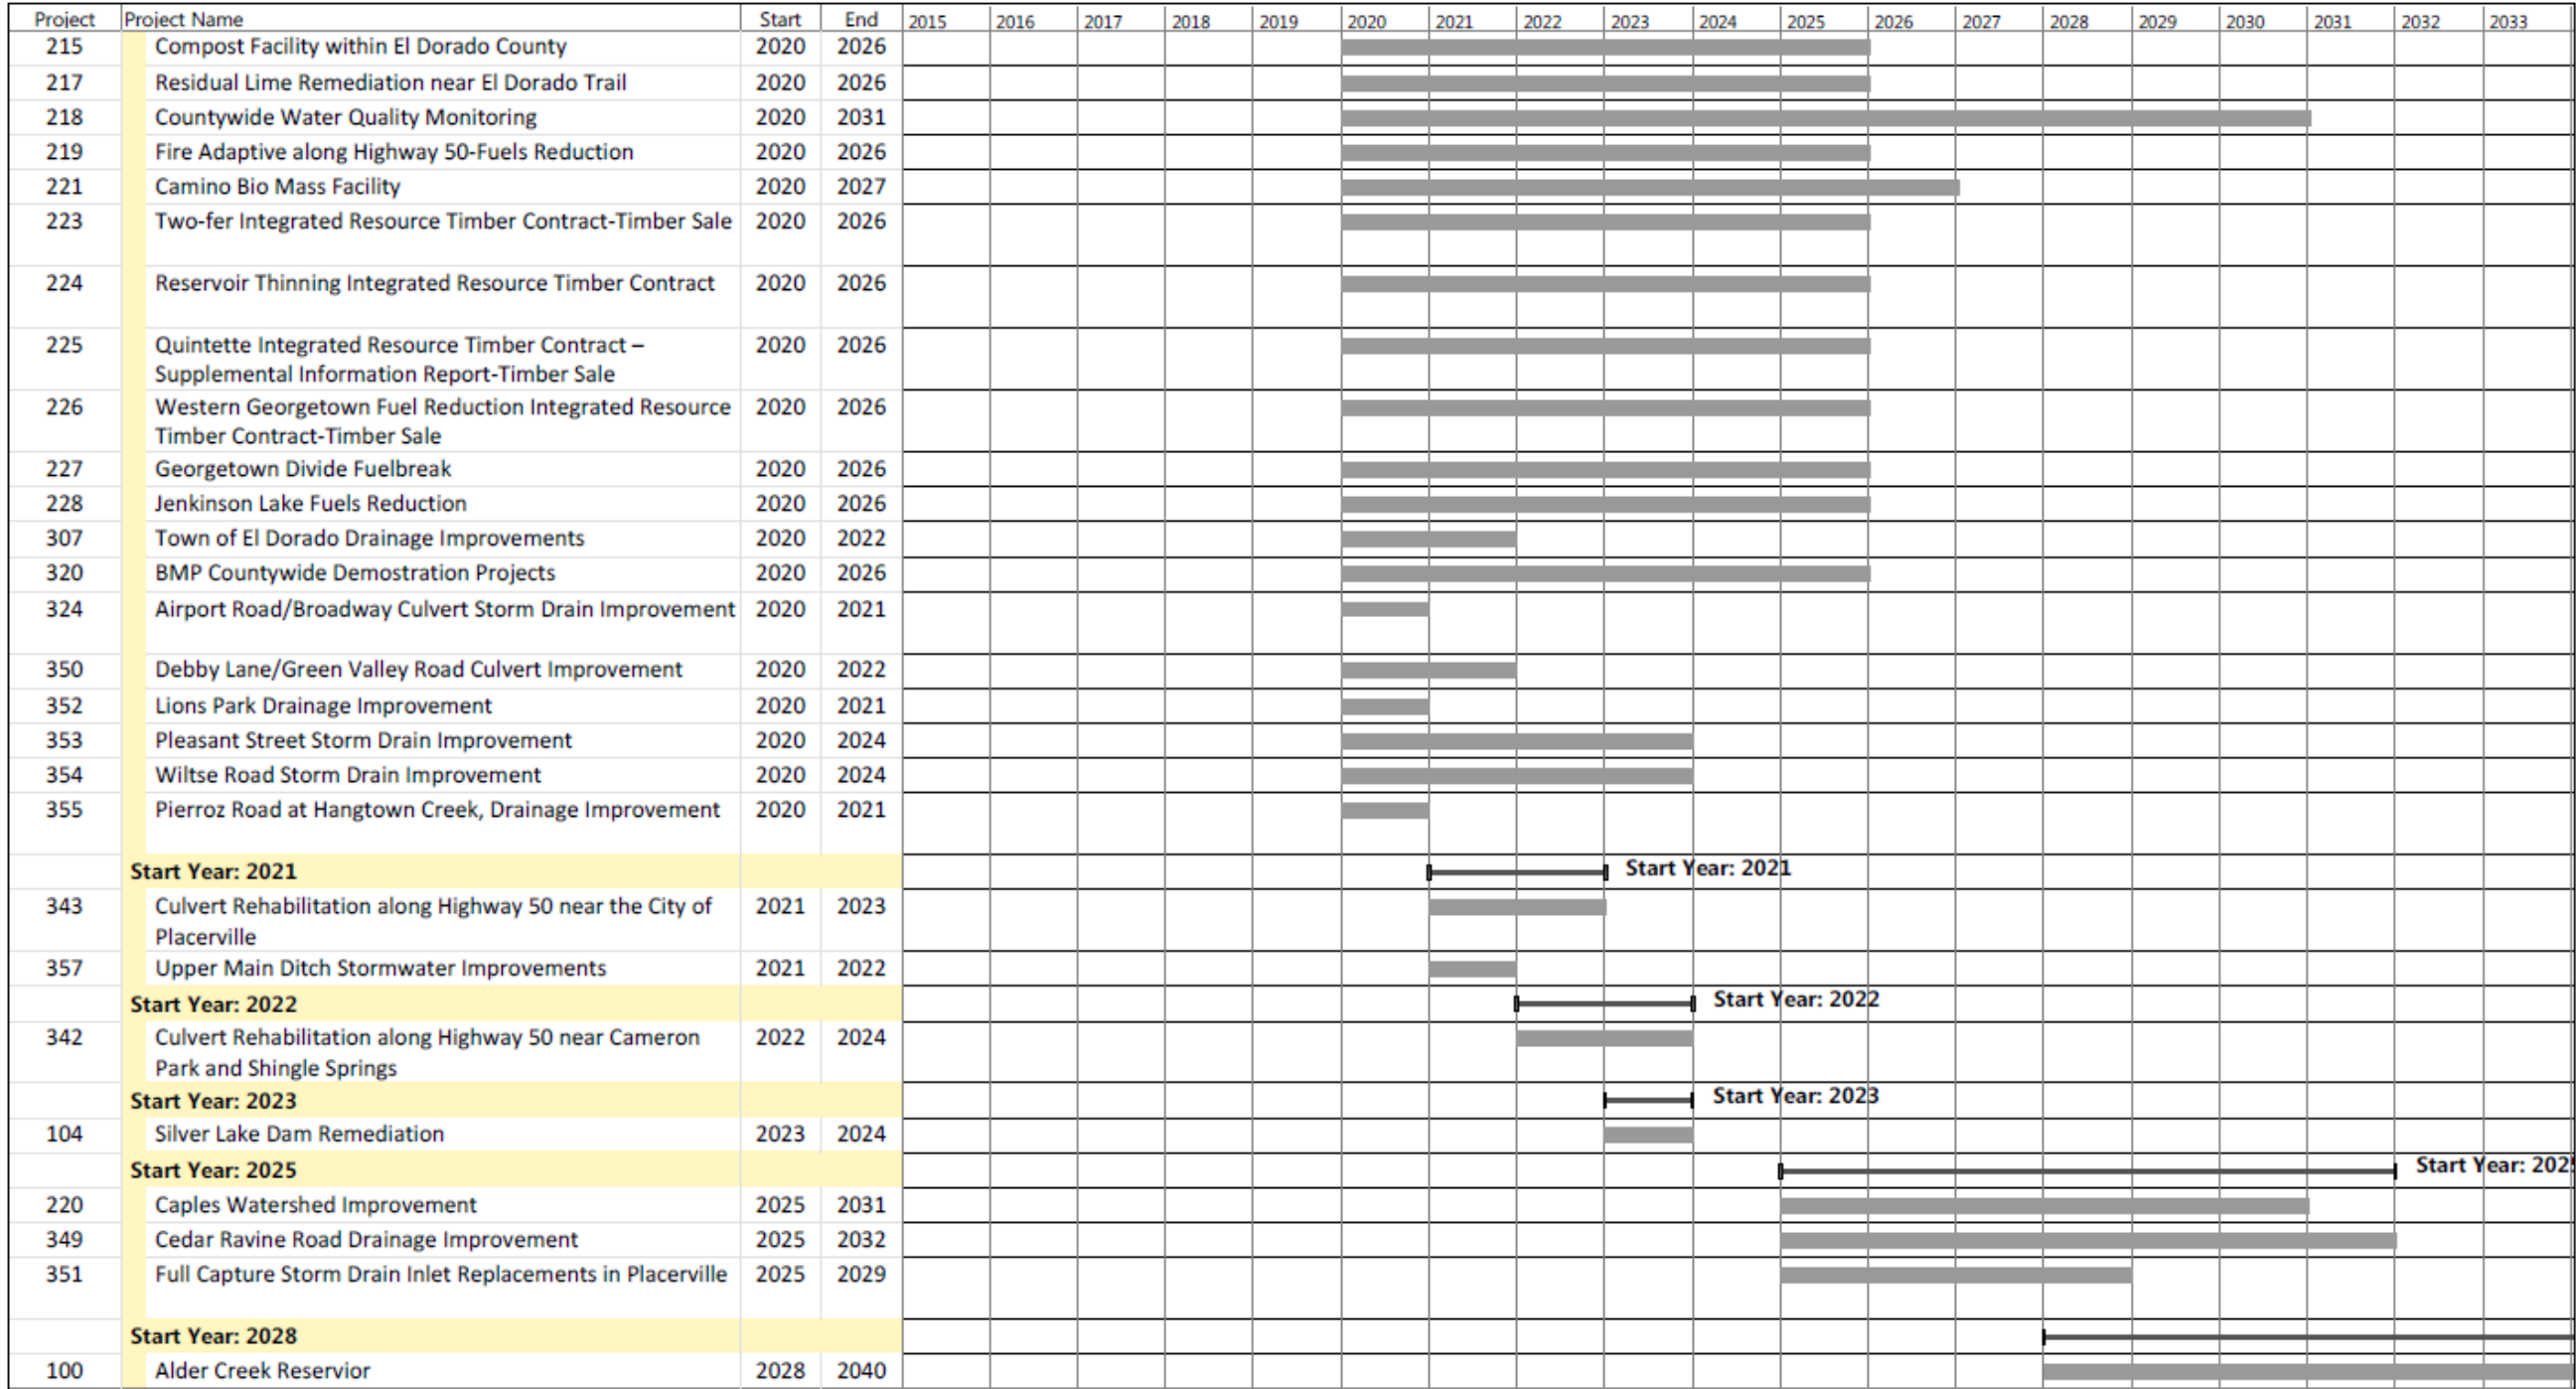 Project Project Name Start End 2015 2016 2017 2018 2019 2020 2021 2022 2023 2024 2025 2026 2027 2028 2029 2030 2031 2032 2033
215 Compost Facility within El Dorado County 2020 2026
217 Residual Lime Remediation near El Dorado Trail 2020 2026
218 Countywide Water Quality Monitoring 2020 2031
219 Fire Adaptive along Highway 50-Fuels Reduction 2020 2026
221 Camino Bio Mass Facility 2020 2027
223 Two-fer Integrated Resource Timber Contract-Timber Sale 2020 2026
224 Reservoir Thinning Integrated Resource Timber Contract 2020 2026
225 Quintette Integrated Resource Timber Contract – 2020 2026
Supplemental Information Report-Timber Sale
226 Western Georgetown Fuel Reduction Integrated Resource 2020 2026
Timber Contract-Timber Sale
227 Georgetown Divide Fuelbreak 2020 2026
228 Jenkinson Lake Fuels Reduction 2020 2026
307 Town of El Dorado Drainage Improvements 2020 2022
320 BMP Countywide Demostration Projects 2020 2026
324 Airport Road/Broadway Culvert Storm Drain Improvement 2020 2021
350 Debby Lane/Green Valley Road Culvert Improvement 2020 2022
352 Lions Park Drainage Improvement 2020 2021
353 Pleasant Street Storm Drain Improvement 2020 2024
354 Wiltse Road Storm Drain Improvement 2020 2024
355 Pierroz Road at Hangtown Creek, Drainage Improvement 2020 2021
Start Year: 2021 Start Year: 2021
343 Culvert Rehabilitation along Highway 50 near the City of 2021 2023
Placerville
357 Upper Main Ditch Stormwater Improvements 2021 2022
Start Year: 2022 Start Year: 2022
342 Culvert Rehabilitation along Highway 50 near Cameron 2022 2024
Park and Shingle Springs
Start Year: 2023 Start Year: 2023
104 Silver Lake Dam Remediation 2023 2024
Start Year: 2025 Start Year: 2025
220 Caples Watershed Improvement 2025 2031
349 Cedar Ravine Road Drainage Improvement 2025 2032
351 Full Capture Storm Drain Inlet Replacements in Placerville 2025 2029
Start Year: 2028
100 Alder Creek Reservior 2028 2040